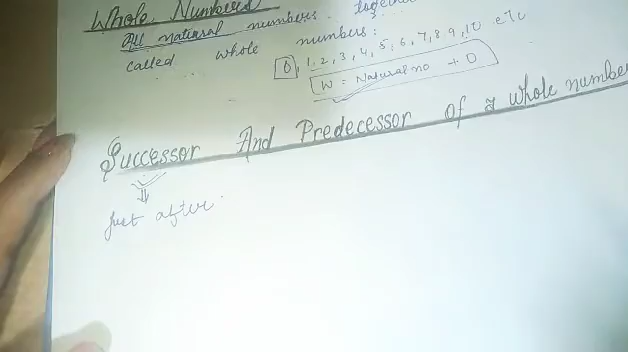 Whole Numbers
All natural numbers. toge
called whole numbers:
0, 1, 2, 3, 4, 5, 6, 7, 8, 9, 10 etc
W = Natural no + 0
Successor And Predecessor Of a whole number
Just after